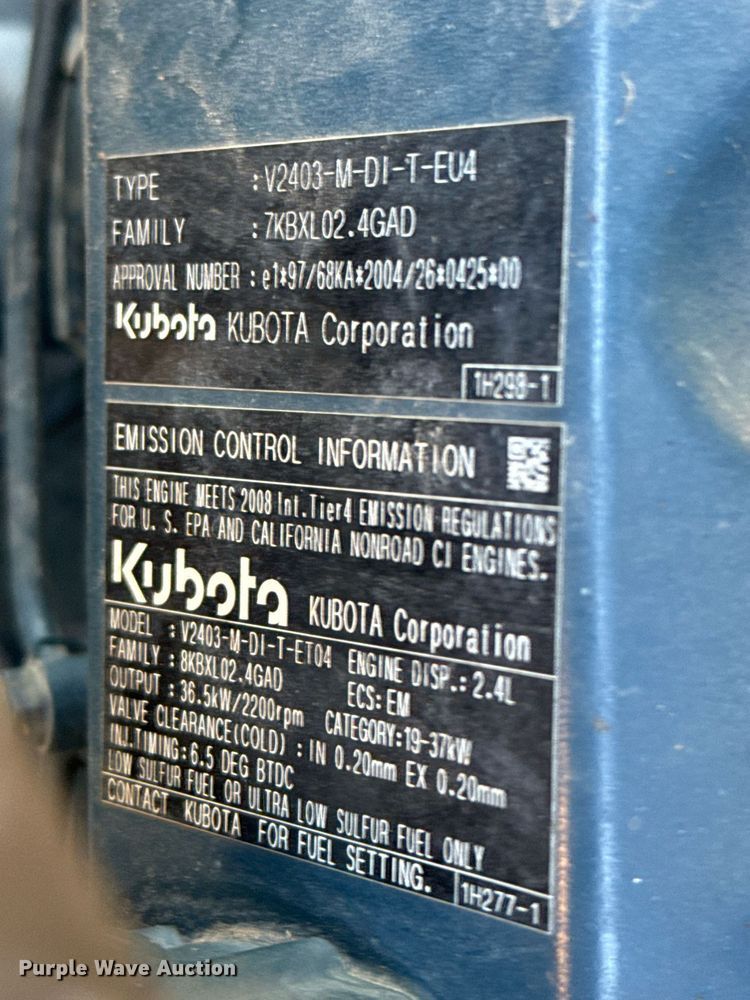 TYPE : V2403-M-DI-T-EU4
FAMILY : 7KBXL02.4GAD
APPROVAL NUMBER : e1*97/68KA*2004/26*0425*00
Kubota KUBOTA Corporation
1H298-1
EMISSION CONTROL INFORMATION
THIS ENGINE MEETS 2008 Int.Tier4 EMISSION REGULATIONS
FOR U. S. EPA AND CALIFORNIA NONROAD CI ENGINES.
Kubota KUBOTA Corporation
MODEL : V2403-M-DI-T-ET04 ENGINE DISP.: 2.4L
FAMILY : 8KBXL02.4GAD ECS: EM
OUTPUT : 36.5kW/2200rpm CATEGORY:19-37kW
VALVE CLEARANCE(COLD) : IN 0.20mm EX 0.20mm
INJ.TIMING:6.5 DEG BTDC
LOW SULFUR FUEL OR ULTRA LOW SULFUR FUEL ONLY
CONTACT KUBOTA FOR FUEL SETTING.
1H277-1
Purple Wave Auction